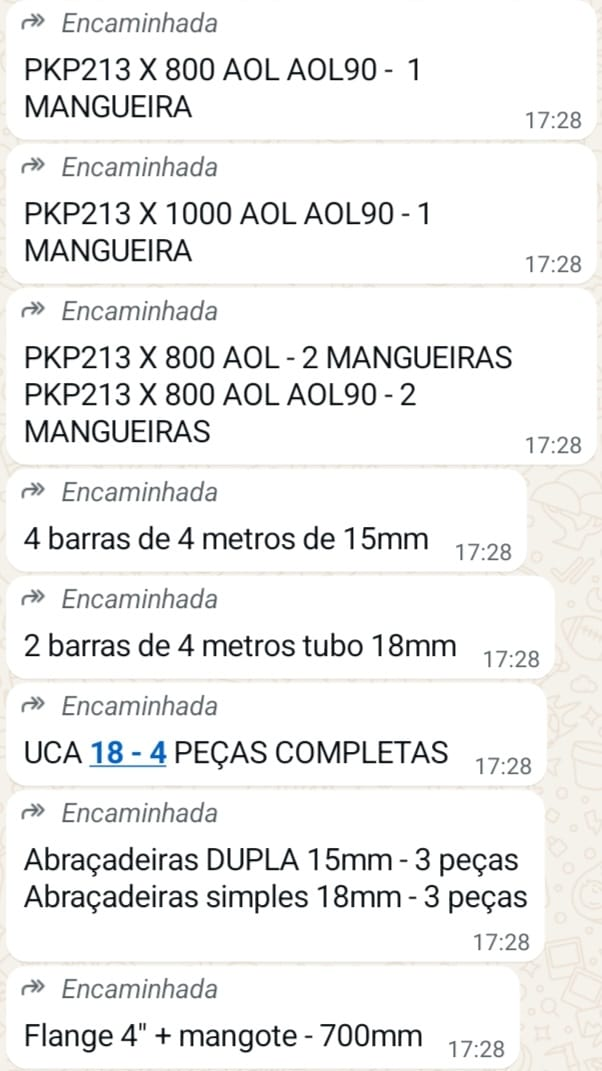 Encaminhada
PKP213 X 800 AOL AOL90 -  1
MANGUEIRA
17:28
Encaminhada
PKP213 X 1000 AOL AOL90 - 1
MANGUEIRA
17:28
Encaminhada
PKP213 X 800 AOL - 2 MANGUEIRAS
PKP213 X 800 AOL AOL90 - 2
MANGUEIRAS
17:28
Encaminhada
4 barras de 4 metros de 15mm
17:28
Encaminhada
2 barras de 4 metros tubo 18mm
17:28
Encaminhada
UCA 18 - 4 PEÇAS COMPLETAS
17:28
Encaminhada
Abraçadeiras DUPLA 15mm - 3 peças
Abraçadeiras simples 18mm - 3 peças
17:28
Encaminhada
Flange 4" + mangote - 700mm
17:28